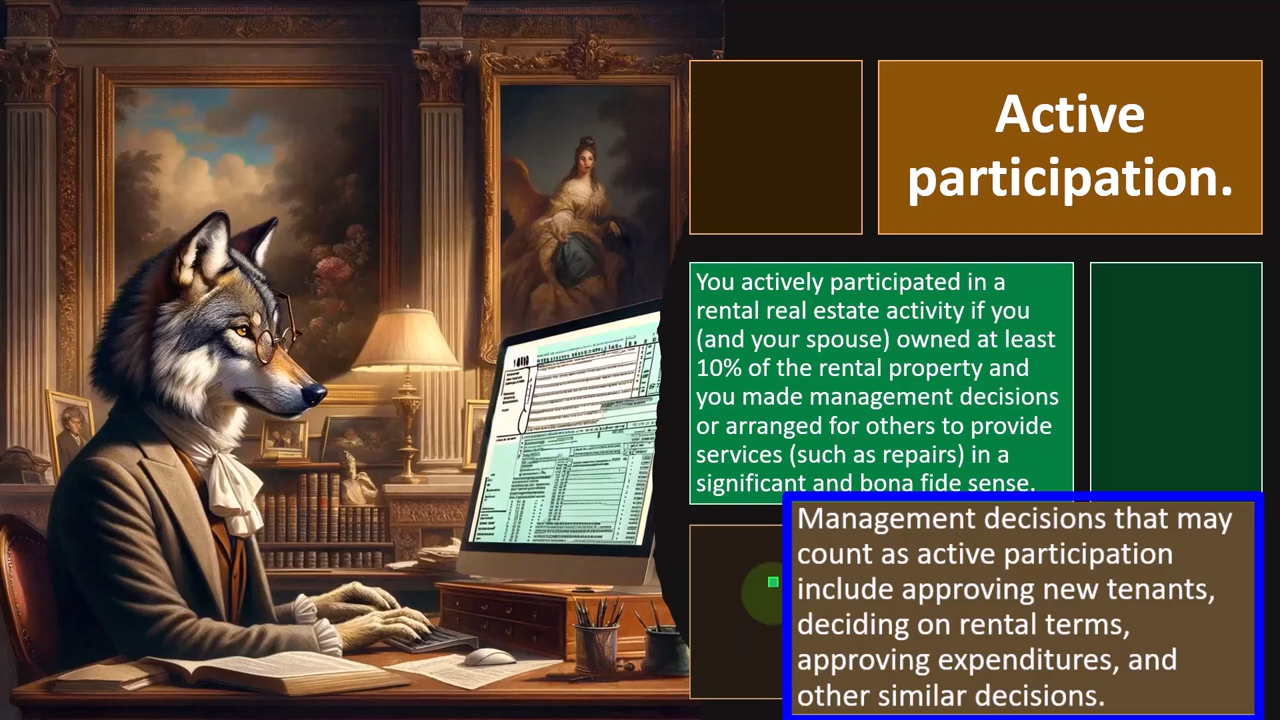 Active
participation.
You actively participated in a
rental real estate activity if you
(and your spouse) owned at least
10% of the rental property and
you made management decisions
or arranged for others to provide
services (such as repairs) in a
significant and bona fide sense.
Management decisions that may
count as active participation
include approving new tenants,
deciding on rental terms,
approving expenditures, and
other similar decisions.